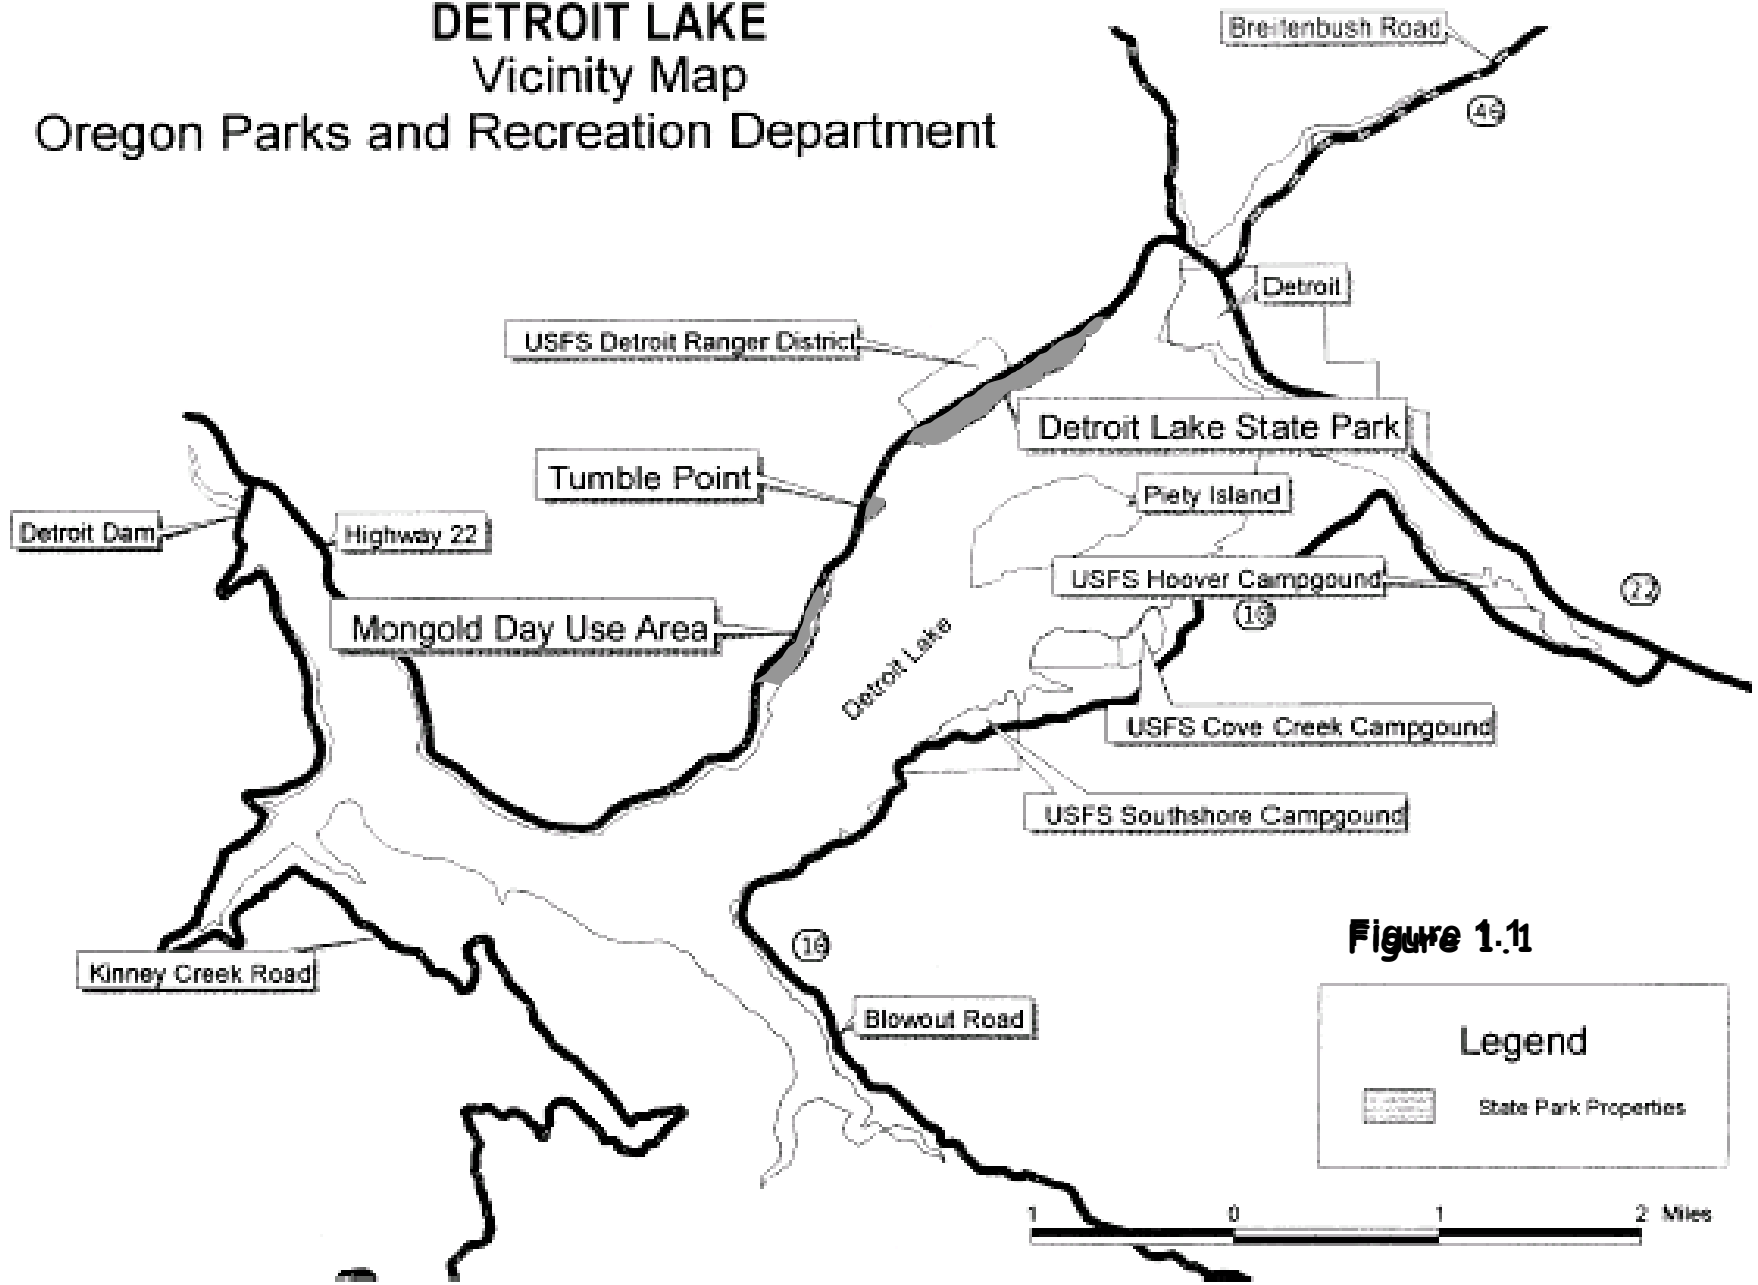 DETROIT LAKE
Vicinity Map
Oregon Parks and Recreation Department
Breitenbush Road
46
Detroit
USFS Detroit Ranger District
Detroit Lake State Park
Tumble Point
Piety Island
Detroit Dam
Highway 22
USFS Hoover Campgound
22
10
Mongold Day Use Area
Detroit Lake
USFS Cove Creek Campgound
USFS Southshore Campgound
Figure 1.1
10
Kinney Creek Road
Blowout Road
Legend
State Park Properties
1 0 1 2 Miles